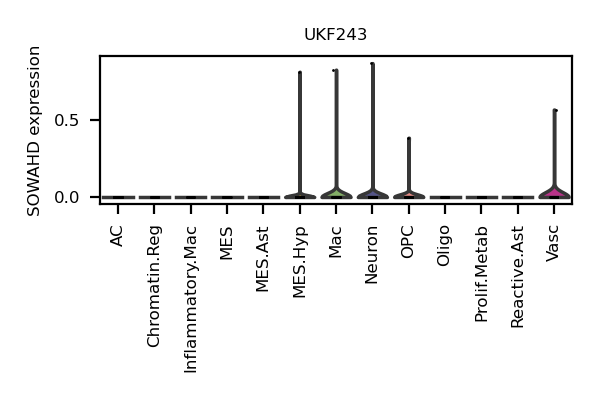 UKF243
SOWAHD expression
0.5
0.0
AC
Chromatin.Reg
Inflammatory.Mac
MES
MES.Ast
MES.Hyp
Mac
Neuron
OPC
Oligo
Prolif.Metab
Reactive.Ast
Vasc